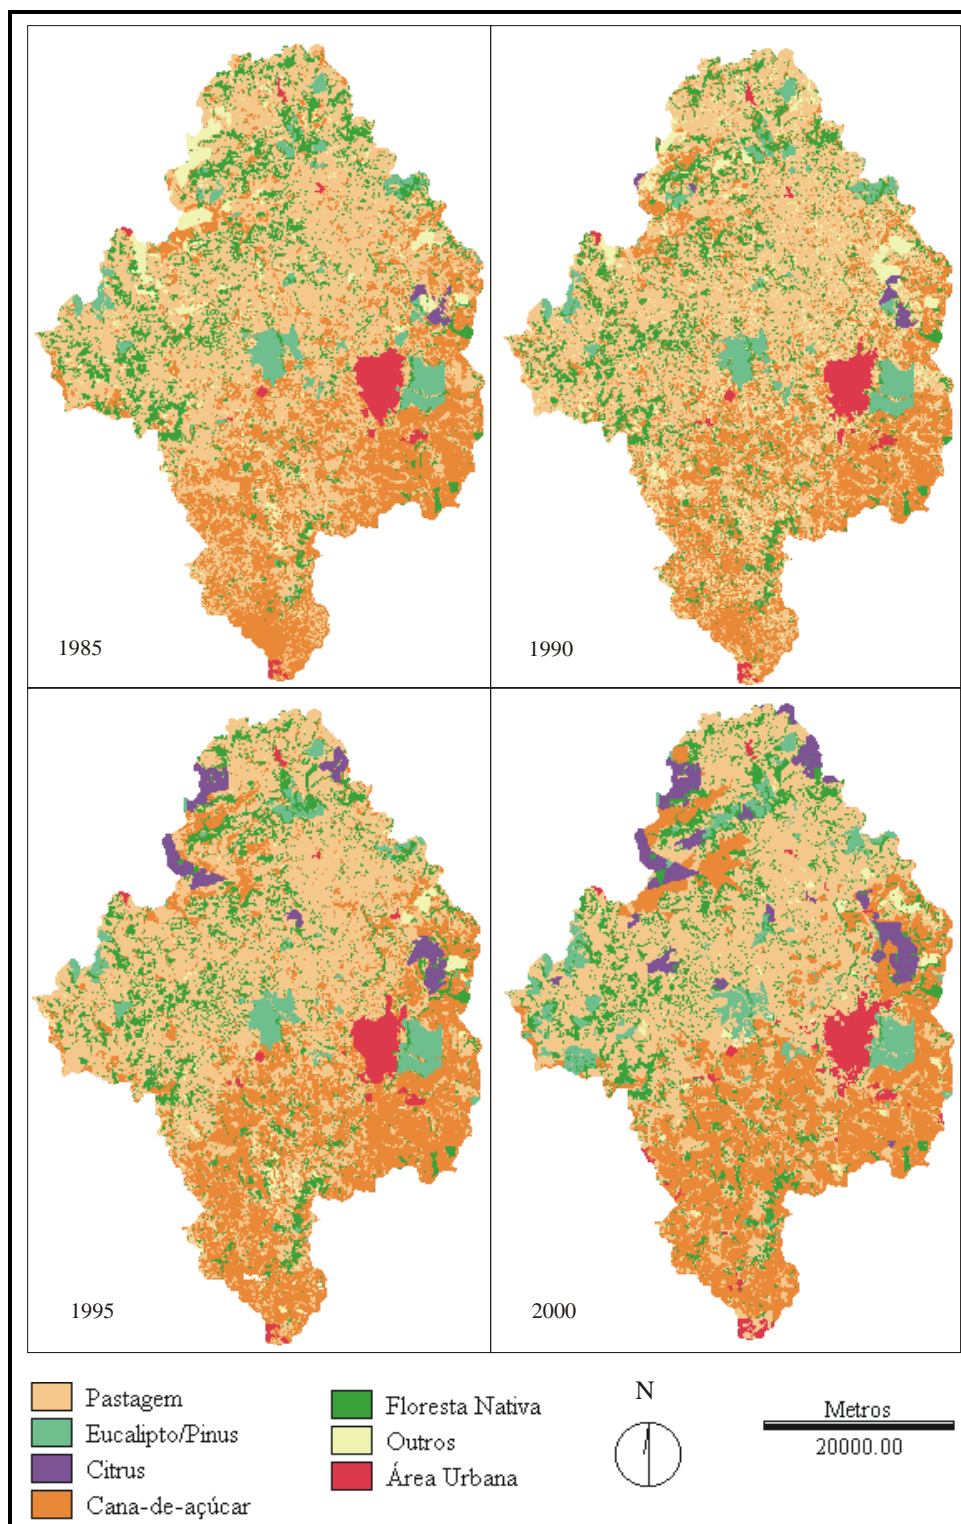 1985
1990
1995
2000
Pastagem
Eucalipto/Pinus
Citrus
Cana-de-açúcar
Floresta Nativa
Outros
Área Urbana
N
Metros
20000.00